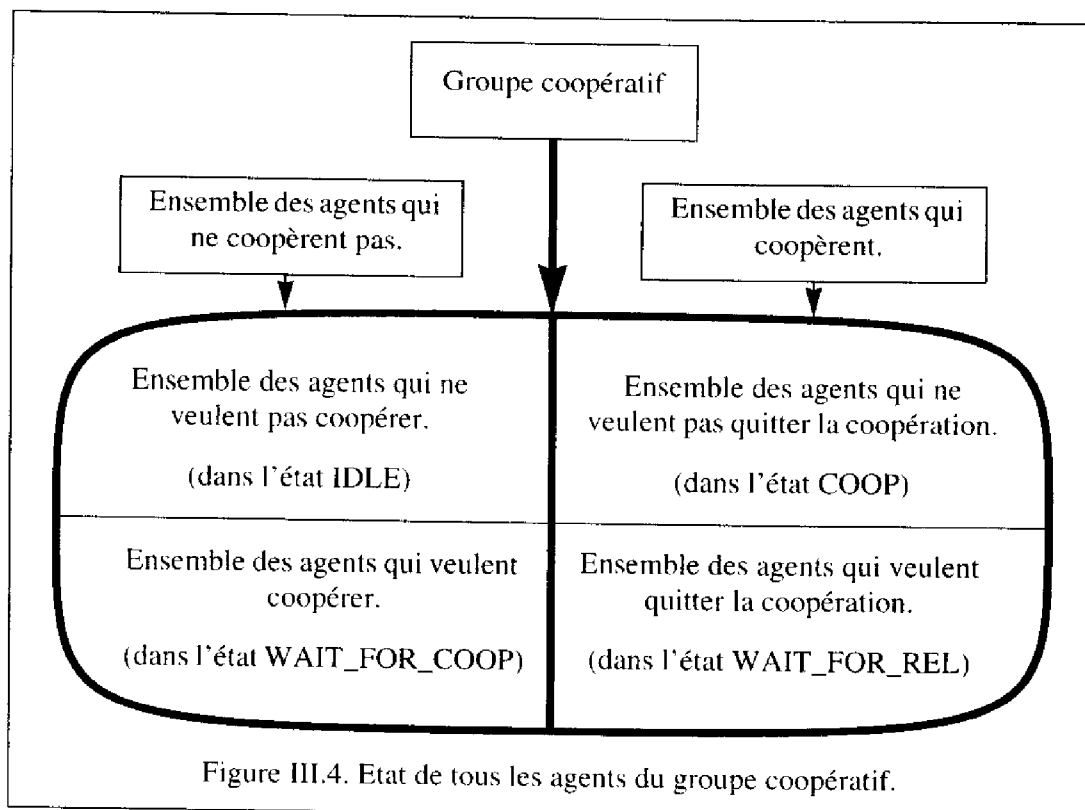 Groupe coopératif
Ensemble des agents qui
ne coopèrent pas.
Ensemble des agents qui
coopèrent.
Ensemble des agents qui ne
veulent pas coopérer.
(dans l'état IDLE)
Ensemble des agents qui ne
veulent pas quitter la coopération.
(dans l'état COOP)
Ensemble des agents qui veulent
coopérer.
(dans l'état WAIT_FOR_COOP)
Ensemble des agents qui veulent
quitter la coopération.
(dans l'état WAIT_FOR_REL)
Figure III.4. Etat de tous les agents du groupe coopératif.